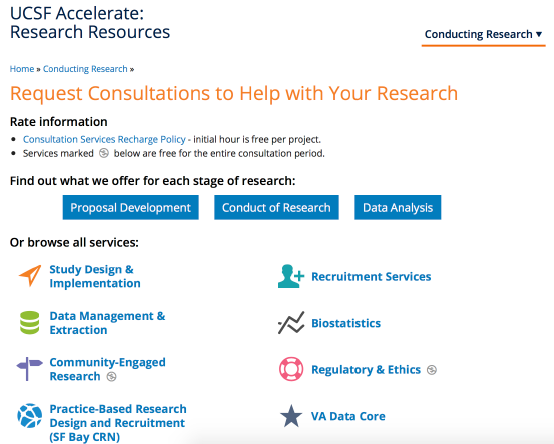 UCSF Accelerate:
Research Resources
Conducting Research ▼
Home » Conducting Research »
Request Consultations to Help with Your Research
Rate information
• Consultation Services Recharge Policy - initial hour is free per project.
• Services marked below are free for the entire consultation period.
Find out what we offer for each stage of research:
Proposal Development
Conduct of Research
Data Analysis
Or browse all services:
Study Design &
Implementation
Recruitment Services
Data Management &
Extraction
Biostatistics
Community-Engaged
Research
Regulatory & Ethics
Practice-Based Research
Design and Recruitment
(SF Bay CRN)
VA Data Core